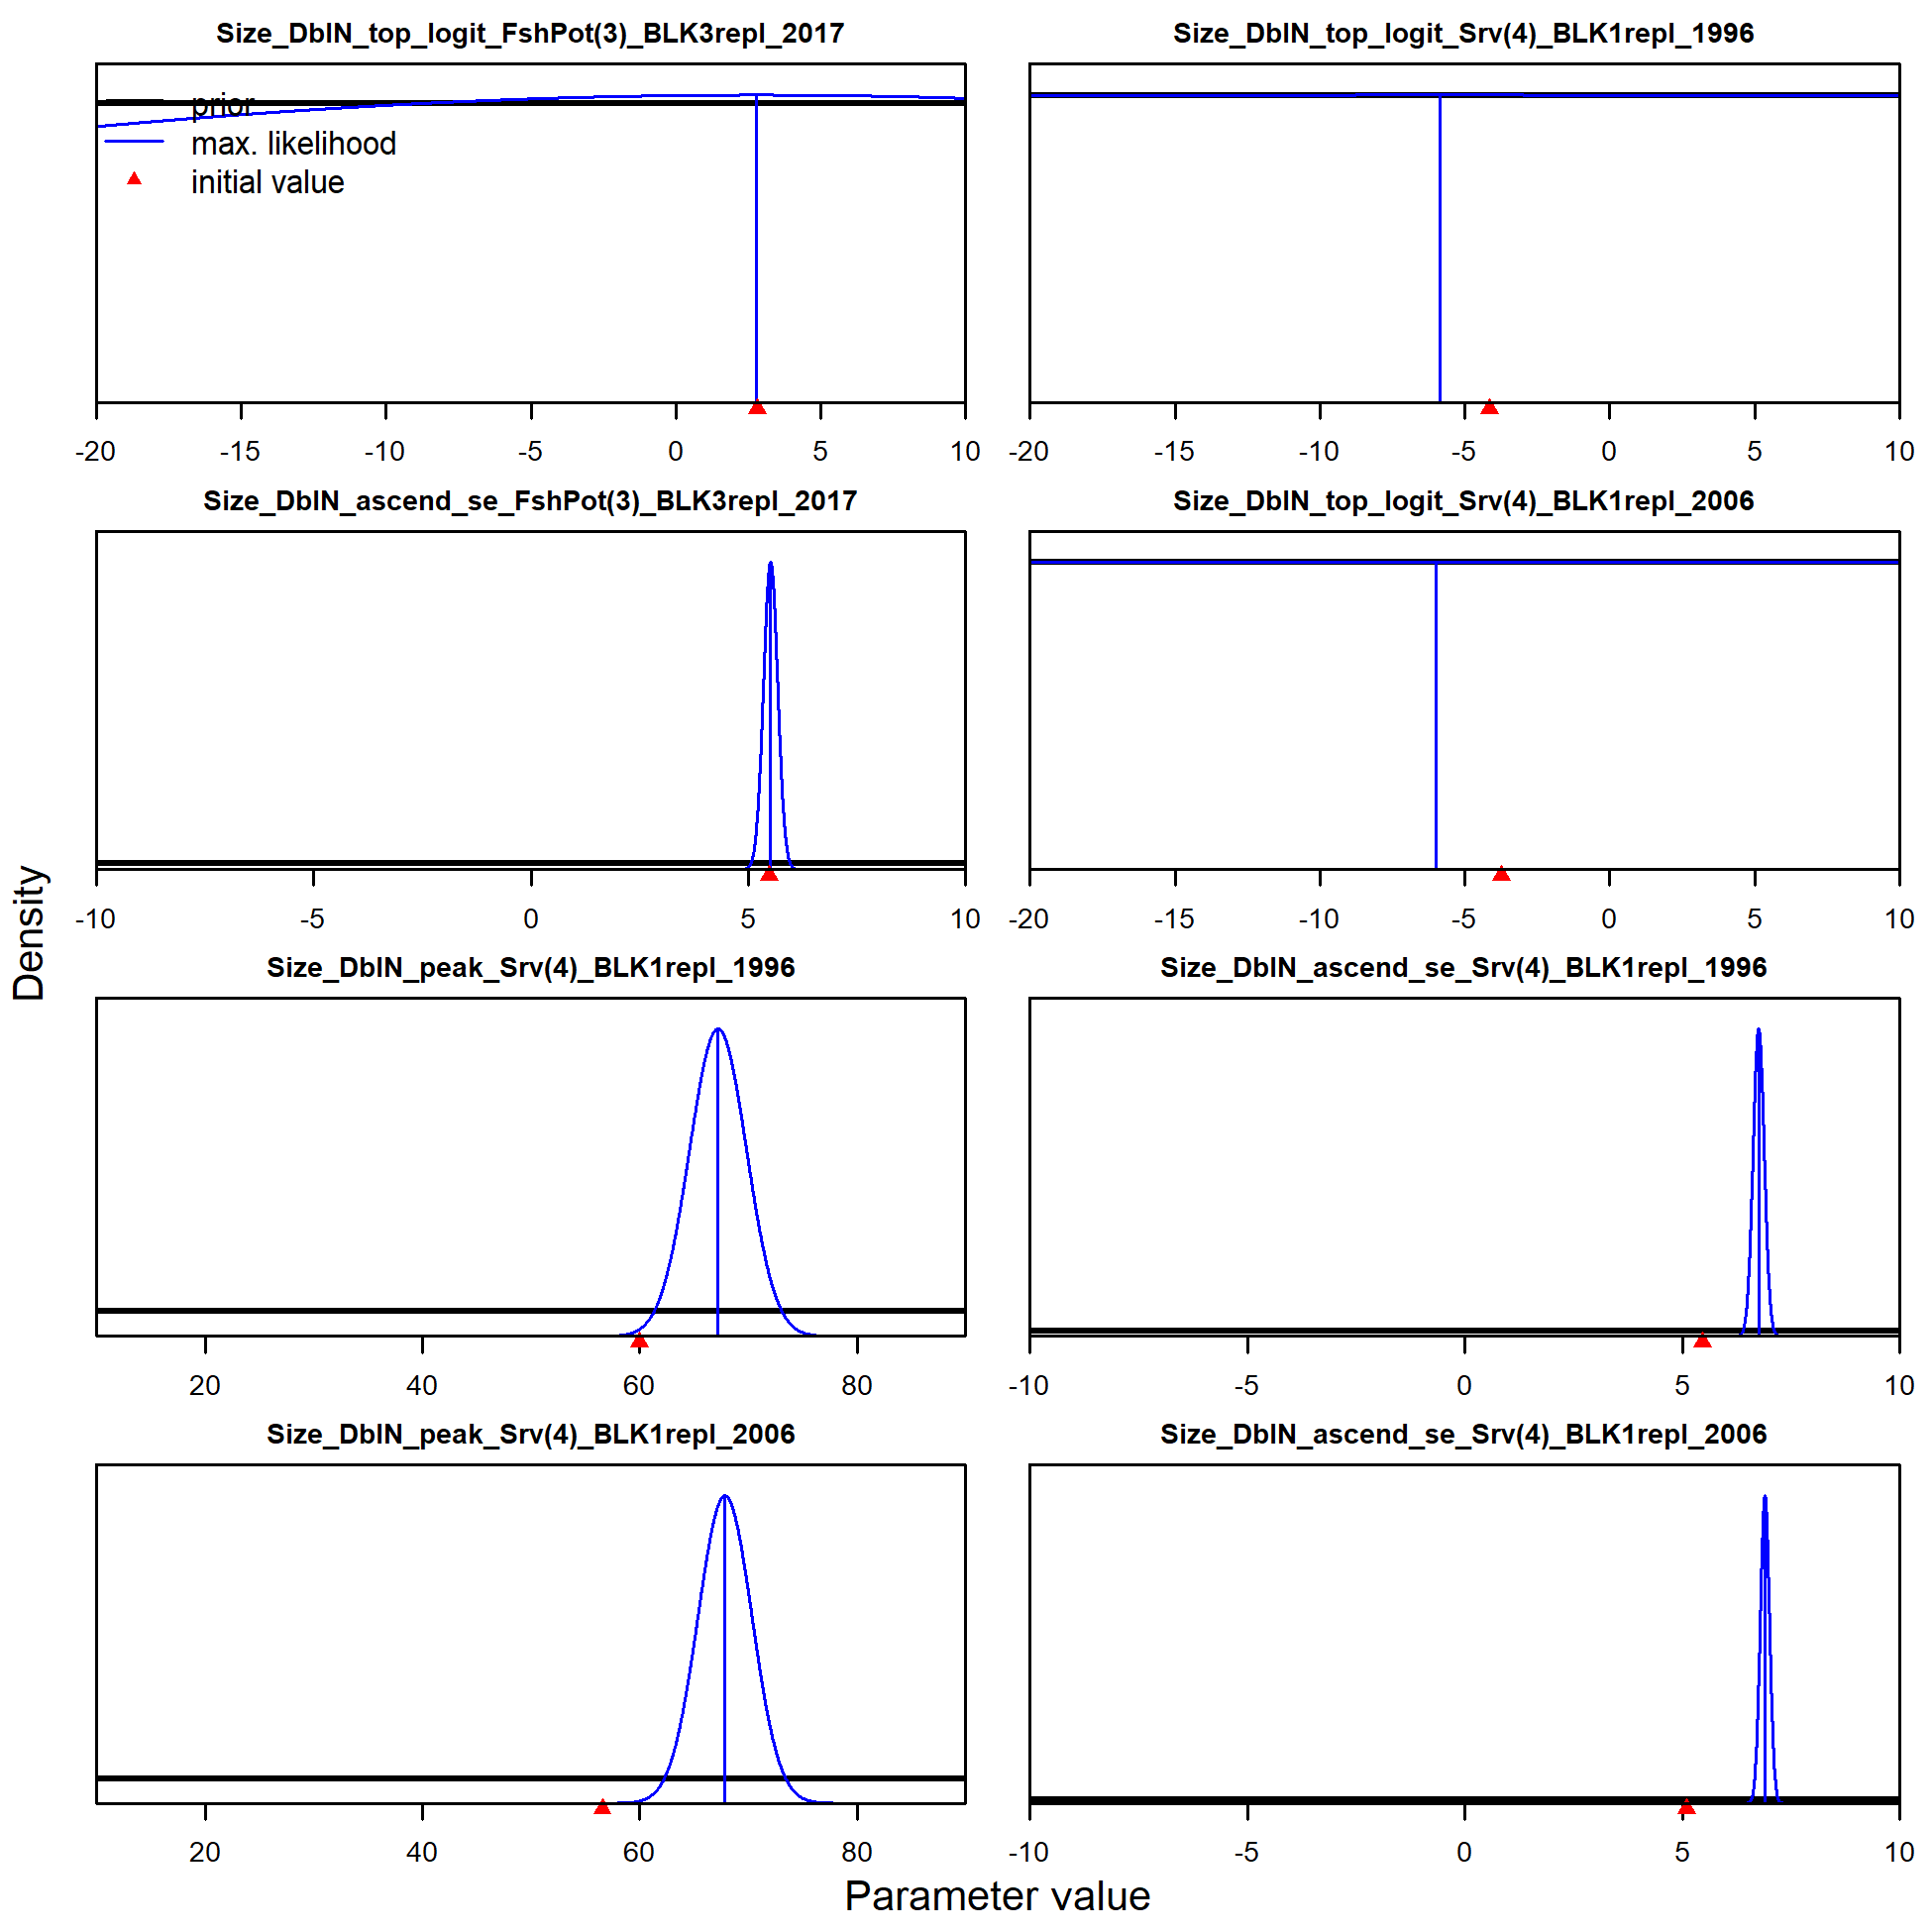 Size_DblN_top_logit_FshPot(3)_BLK3repl_2017
prior
max. likelihood
initial value
-20 -15 -10 -5 0 5 10
Size_DblN_top_logit_Srv(4)_BLK1repl_1996
-20 -15 -10 -5 0 5 10
Size_DblN_ascend_se_FshPot(3)_BLK3repl_2017
-10 -5 0 5 10
Size_DblN_top_logit_Srv(4)_BLK1repl_2006
-20 -15 -10 -5 0 5 10
Density
Size_DblN_peak_Srv(4)_BLK1repl_1996
20 40 60 80
Size_DblN_ascend_se_Srv(4)_BLK1repl_1996
-10 -5 0 5 10
Size_DblN_peak_Srv(4)_BLK1repl_2006
20 40 60 80
Size_DblN_ascend_se_Srv(4)_BLK1repl_2006
-10 -5 0 5 10
Parameter value